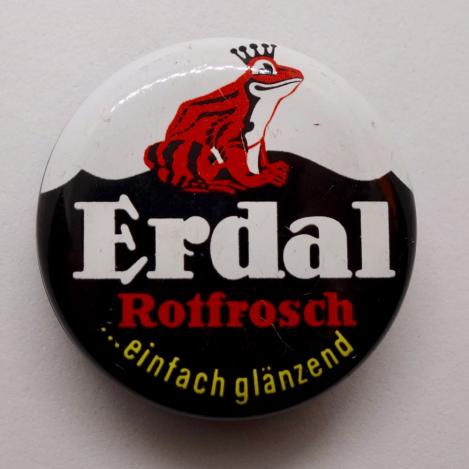 Erdal
Rotfrosch
...einfach glänzend